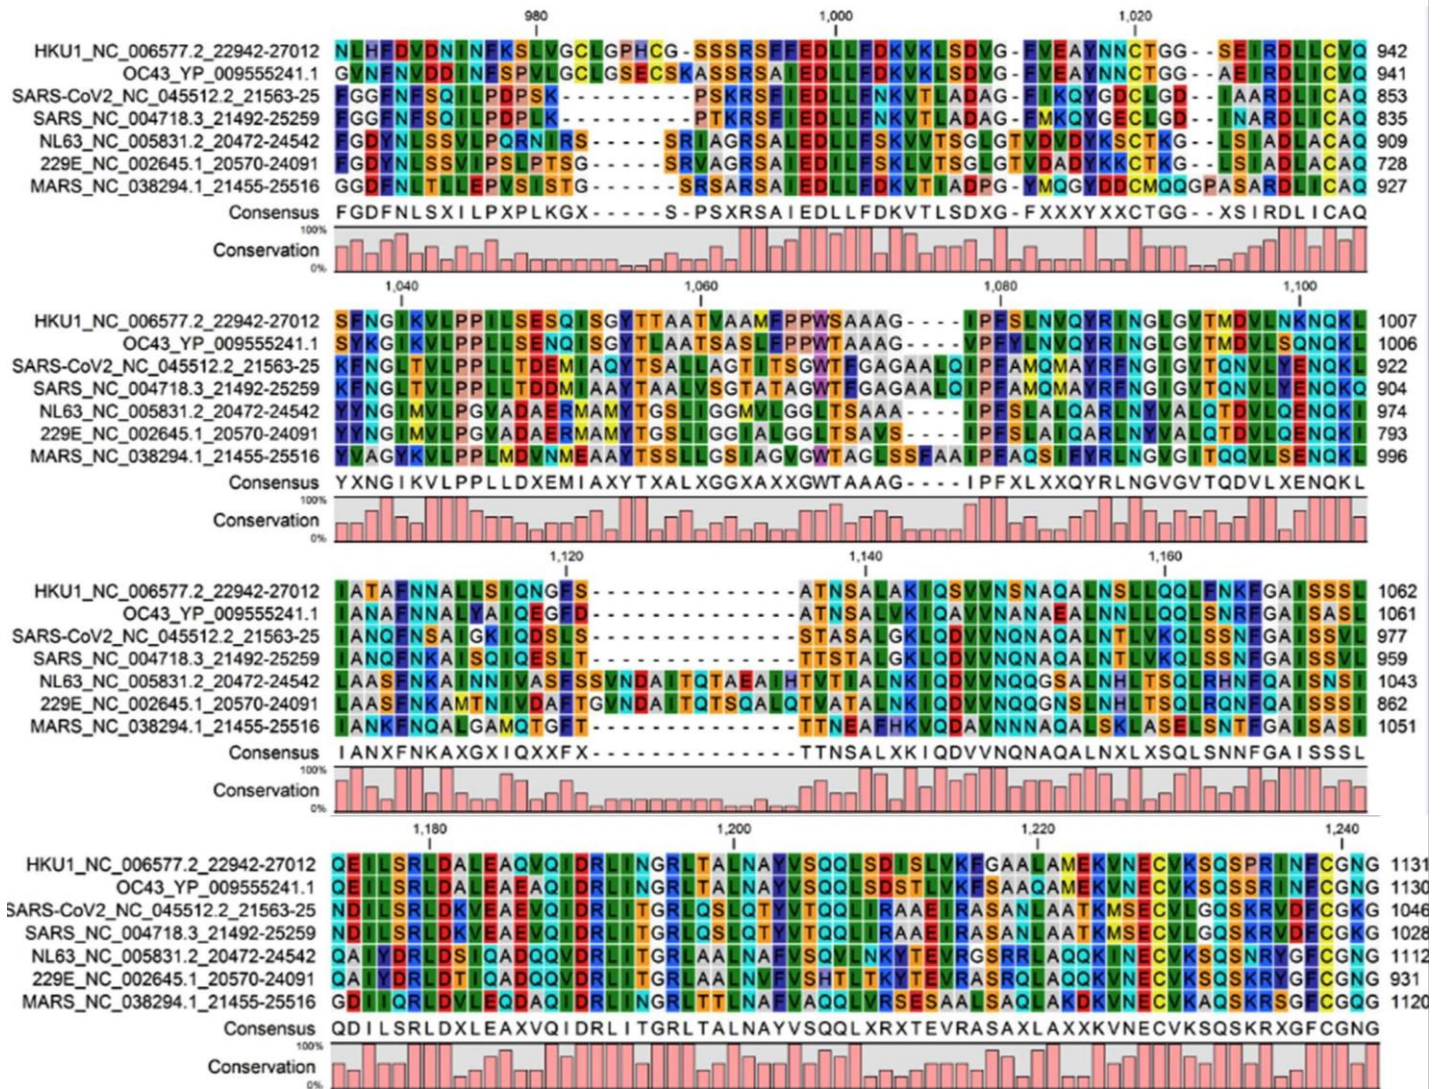 980 1,000 1,020
HKU1_NC_006577.2_22942-27012 NLHFDVDNINFKSLVGCLGPHCG-SSSRSFFEDLLFDKVKLSDVG-FVEAYNNCTGG--SEIRDLLCVQ 942
OC43_YP_009555241.1 GVNFNVDDINFSPVLGCLGSECSKASSRSAIEDLLFDKVKLSDVG-FVEAYNNCTGG--AEIRDLICVQ 941
SARS-CoV2_NC_045512.2_21563-25 FGGFNFSQILPDPSK---------PSKRSFIEDLLFNKVTLADAG-FIKQYGDCLGD--IAARDLICAQ 853
SARS_NC_004718.3_21492-25259 FGGFNFSQILPDPLK---------PTKRSFIEDLLFNKVTLADAG-FMKQYGECLGD--INARDLICAQ 835
NL63_NC_005831.2_20472-24542 FGDYNLSSVLPQRNIRS------SRIAGRSALEDLLFSKVVTSGLGTVDVDYKSCTKG--LSIADLACAQ 909
229E_NC_002645.1_20570-24091 FGDYNLSSVIPSLPTSG------SRVAGRSAIEDILFSKLVTSGLGTVDADYKKCTKG--LSIADLACAQ 728
MARS_NC_038294.1_21455-25516 GGDFNLTLLEPVSISTG------SRSARSAIEDLLFDKVTIADPG-YMQGYDDCMQQGPASARDLICAQ 927
Consensus FGDFNLSXILPXPLKGX-----S-PSXRSAIEDLLFDKVTLSDXG-FXXXYXXCTGG--XSIRDLICAQ
100%
Conservation
0%
1,040 1,060 1,080 1,100
HKU1_NC_006577.2_22942-27012 SFNGIKVLPPILSESQISGYTTAATVAAMFPPWSAAAG----IPFSLNVQYRINGLGVTMDVLNKNQKL 1007
OC43_YP_009555241.1 SYKGIKVLPPLLSENQISGYTLAATSASLFPPWTAAAG----VPFYLNVQYRINGLGVTMDVLSQNQKL 1006
SARS-CoV2_NC_045512.2_21563-25 KFNGLTVLPPLLTDEMIAQYTSALLAGTITSGWTFGAGAALQIPFAMQMAYRFNGIGVTQNVLYENQKL 922
SARS_NC_004718.3_21492-25259 KFNGLTVLPPLLTDDMIAAYTAALVSGTATAGWTFGAGAALQIPFAMQMAYRFNGIGVTQNVLYENQKQ 904
NL63_NC_005831.2_20472-24542 YYNGIMVLPGVADAERMAMYTGSLIGGMVLGGLTSAAA----IPFSLALQARLNYVALQTDVLQENQKI 974
229E_NC_002645.1_20570-24091 YYNGIMVLPGVADAERMAMYTGSLIGGIALGGLTSAVS----IPFSLAIQARLNYVALQTDVLQENQKI 793
MARS_NC_038294.1_21455-25516 YVAGYKVLPPLMDVNMEAAYTSSLLGSIAGVGWTAGLSSFAAIPFAQSIFYRLNGVGITQQVLSENQKL 996
Consensus YXNGIKVLPPLLDXEMIAXYTXALXGGXAXXGWTAAAG----IPFXLXXQYRLNGVGVTQDVLXENQKL
100%
Conservation
0%
1,120 1,140 1,160
HKU1_NC_006577.2_22942-27012 IATAFNNALLSIQNGFS--------------ATNSALAKIQSVVNSNAQALNSLLQQLFNKFGAISSSL 1062
OC43_YP_009555241.1 IANAFNNALYAIQEGFD--------------ATNSALVKIQAVVNANAEALNNLLQQLSNRFGAISASL 1061
SARS-CoV2_NC_045512.2_21563-25 IANQFNSAIGKIQDSLS--------------STASALGKLQDVVNQNAQALNTLVKQLSSNFGAISSVL 977
SARS_NC_004718.3_21492-25259 IANQFNKAISQIQESLT--------------TTSTALGKLQDVVNQNAQALNTLVKQLSSNFGAISSVL 959
NL63_NC_005831.2_20472-24542 LAASFNKAINNIVASFSSVNDAITQTAEAIHTVTIALNKIQDVVNQQGSALNHLTSQLRHNFQAISNSI 1043
229E_NC_002645.1_20570-24091 LAASFNKAMTNIVDAFTGVNDAITQTSQALQTVATALNKIQDVVNQQGNSLNHLTSQLRQNFQAISSSI 862
MARS_NC_038294.1_21455-25516 IANKFNQALGAMQTGFT--------------TTNEAFHKVQDAVNNNAQALSKLASELSNTFGAISASI 1051
Consensus IANXFNKAXGXIQXXFX--------------TTNSALXKIQDVVNQNAQALNXLXSQLSNNFGAISSSL
100%
Conservation
0%
1,180 1,200 1,220 1,240
HKU1_NC_006577.2_22942-27012 QEILSRLDALEAQVQIDRLINGRLTALNAYVSQQLSDISLVKFGAALAMEKVNECVKSQSPRINFCGNG 1131
OC43_YP_009555241.1 QEILSRLDALEAEAQIDRLINGRLTALNAYVSQQLSDSTLVKFSAAQAMEKVNECVKSQSSRINFCGNG 1130
SARS-CoV2_NC_045512.2_21563-25 NDILSRLDKVEAEVQIDRLITGRLQSLQTYVTQQLIRAAEIRASANLAATKMSECVLGQSKRVDFCGKG 1046
SARS_NC_004718.3_21492-25259 NDILSRLDKVEAEVQIDRLITGRLQSLQTYVTQQLIRAAEIRASANLAATKMSECVLGQSKRVDFCGKG 1028
NL63_NC_005831.2_20472-24542 QAIYDRLDSIQADQQVDRLITGRLAALNAFVSQVLNKYTEVRGSRRLAQQKINECVKSQSNRYGFCGNG 1112
229E_NC_002645.1_20570-24091 QAIYDRLDTIQADQQVDRLITGRLAALNVFVSHTLTKYTEVRASRQLAQQKVNECVKSQSKRYGFCGNG 931
MARS_NC_038294.1_21455-25516 GDIIQRLDVLEQDAQIDRLINGRLTTLNAFVAQQLVRSESAALSAQLAKDKVNECVKAQSKRSGFCGQG 1120
Consensus QDILSRLDXLEAXVQIDRLITGRLTALNAYVSQQLXRXTEVRASAXLAXXKVNECVKSQSKRXGFCGNG
100%
Conservation
0%